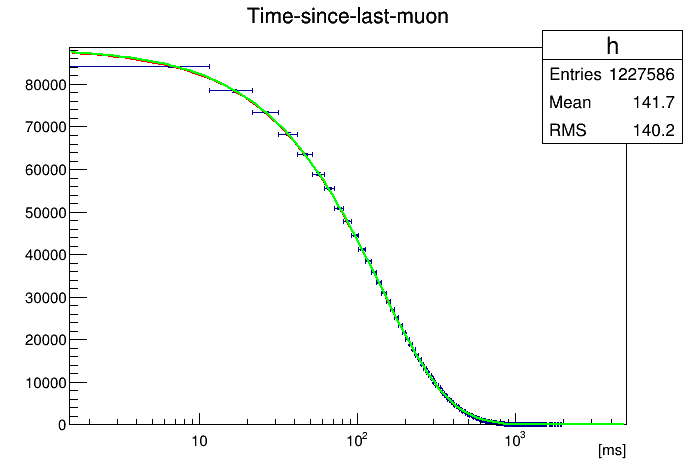 Time-since-last-muon
h
Entries 1227586
Mean 141.7
RMS 140.2
80000
70000
60000
50000
40000
30000
20000
10000
0
10
10²
10³
[ms]